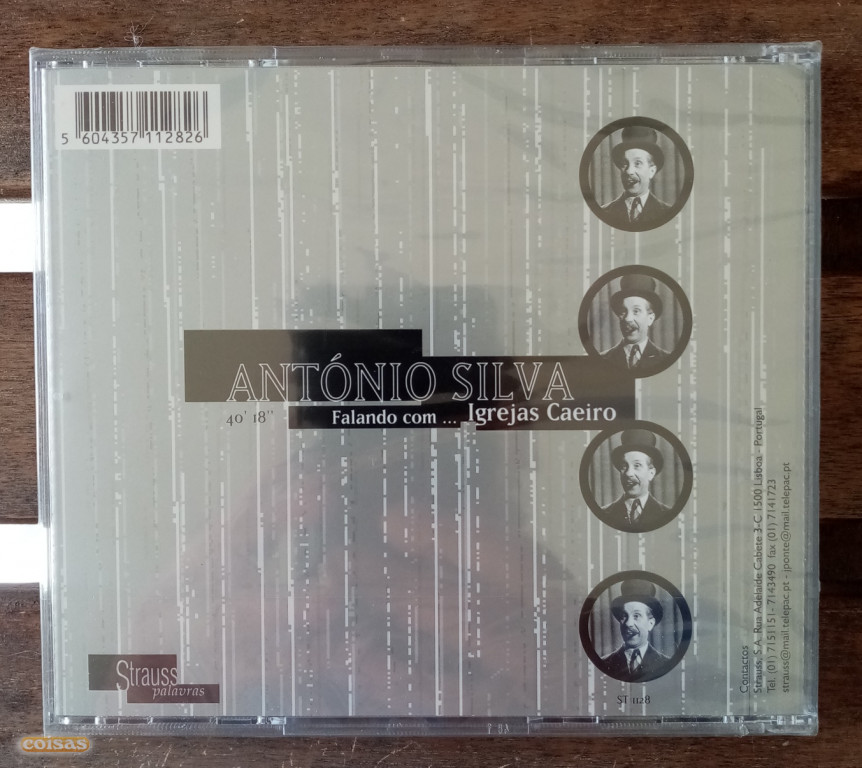 5 604357 112826
ANTÓNIO SILVA
40' 18"
Falando com ... Igrejas Caeiro
Strauss
palavras
ST 1128
Contactos
Strauss, S.A. Rua Adelaide Cabete 3-C 1500 Lisboa - Portugal
Tel. (01) 7151151- 7143490 fax (01) 7141723
strauss@mail.telepac.pt - jponte@mail.telepac.pt
coisas